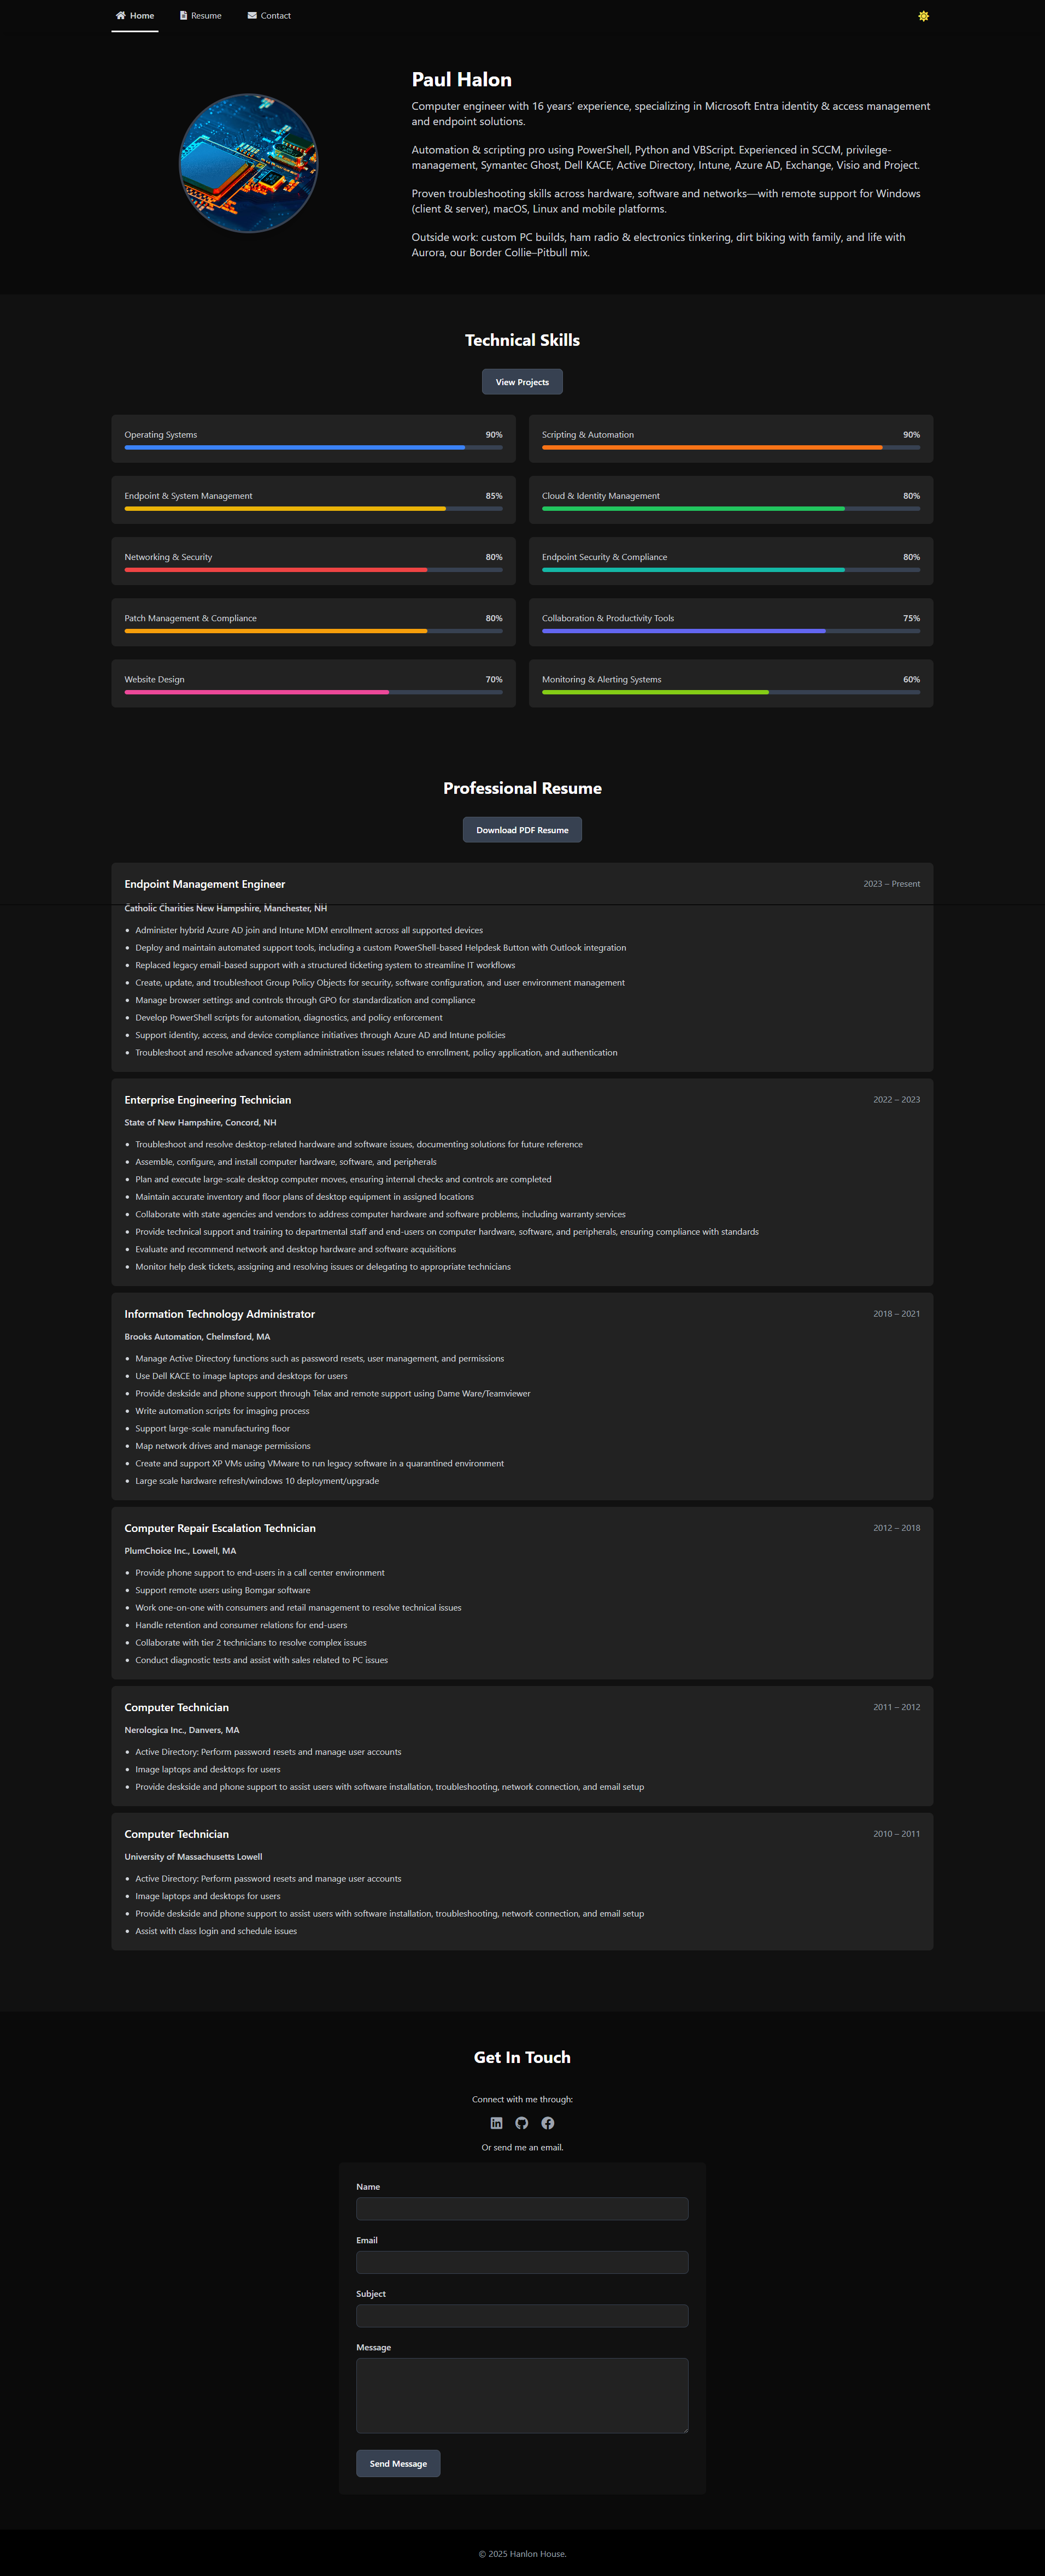 Home
Resume
Contact
Paul Halon
Computer engineer with 16 years' experience, specializing in Microsoft Entra identity & access management
and endpoint solutions.
Automation & scripting pro using PowerShell, Python and VBScript. Experienced in SCCM, privilege-
management, Symantec Ghost, Dell KACE, Active Directory, Intune, Azure AD, Exchange, Visio and Project.
Proven troubleshooting skills across hardware, software and networks—with remote support for Windows
(client & server), macOS, Linux and mobile platforms.
Outside work: custom PC builds, ham radio & electronics tinkering, dirt biking with family, and life with
Aurora, our Border Collie–Pitbull mix.
Technical Skills
View Projects
Operating Systems 90%
Scripting & Automation 90%
Endpoint & System Management 85%
Cloud & Identity Management 80%
Networking & Security 80%
Endpoint Security & Compliance 80%
Patch Management & Compliance 80%
Collaboration & Productivity Tools 75%
Website Design 70%
Monitoring & Alerting Systems 60%
Professional Resume
Download PDF Resume
Endpoint Management Engineer 2023 – Present
Catholic Charities New Hampshire, Manchester, NH
• Administer hybrid Azure AD join and Intune MDM enrollment across all supported devices
• Deploy and maintain automated support tools, including a custom PowerShell-based Helpdesk Button with Outlook integration
• Replaced legacy email-based support with a structured ticketing system to streamline IT workflows
• Create, update, and troubleshoot Group Policy Objects for security, software configuration, and user environment management
• Manage browser settings and controls through GPO for standardization and compliance
• Develop PowerShell scripts for automation, diagnostics, and policy enforcement
• Support identity, access, and device compliance initiatives through Azure AD and Intune policies
• Troubleshoot and resolve advanced system administration issues related to enrollment, policy application, and authentication
Enterprise Engineering Technician 2022 – 2023
State of New Hampshire, Concord, NH
• Troubleshoot and resolve desktop-related hardware and software issues, documenting solutions for future reference
• Assemble, configure, and install computer hardware, software, and peripherals
• Plan and execute large-scale desktop computer moves, ensuring internal checks and controls are completed
• Maintain accurate inventory and floor plans of desktop equipment in assigned locations
• Collaborate with state agencies and vendors to address computer hardware and software problems, including warranty services
• Provide technical support and training to departmental staff and end-users on computer hardware, software, and peripherals, ensuring compliance with standards
• Evaluate and recommend network and desktop hardware and software acquisitions
• Monitor help desk tickets, assigning and resolving issues or delegating to appropriate technicians
Information Technology Administrator 2018 – 2021
Brooks Automation, Chelmsford, MA
• Manage Active Directory functions such as password resets, user management, and permissions
• Use Dell KACE to image laptops and desktops for users
• Provide deskside and phone support through Telax and remote support using Dame Ware/Teamviewer
• Write automation scripts for imaging process
• Support large-scale manufacturing floor
• Map network drives and manage permissions
• Create and support XP VMs using VMware to run legacy software in a quarantined environment
• Large scale hardware refresh/windows 10 deployment/upgrade
Computer Repair Escalation Technician 2012 – 2018
PlumChoice Inc., Lowell, MA
• Provide phone support to end-users in a call center environment
• Support remote users using Bomgar software
• Work one-on-one with consumers and retail management to resolve technical issues
• Handle retention and consumer relations for end-users
• Collaborate with tier 2 technicians to resolve complex issues
• Conduct diagnostic tests and assist with sales related to PC issues
Computer Technician 2011 – 2012
Nerologica Inc., Danvers, MA
• Active Directory: Perform password resets and manage user accounts
• Image laptops and desktops for users
• Provide deskside and phone support to assist users with software installation, troubleshooting, network connection, and email setup
Computer Technician 2010 – 2011
University of Massachusetts Lowell
• Active Directory: Perform password resets and manage user accounts
• Image laptops and desktops for users
• Provide deskside and phone support to assist users with software installation, troubleshooting, network connection, and email setup
• Assist with class login and schedule issues
Get In Touch
Connect with me through:
Or send me an email.
Name
Email
Subject
Message
Send Message
© 2025 Hanlon House.